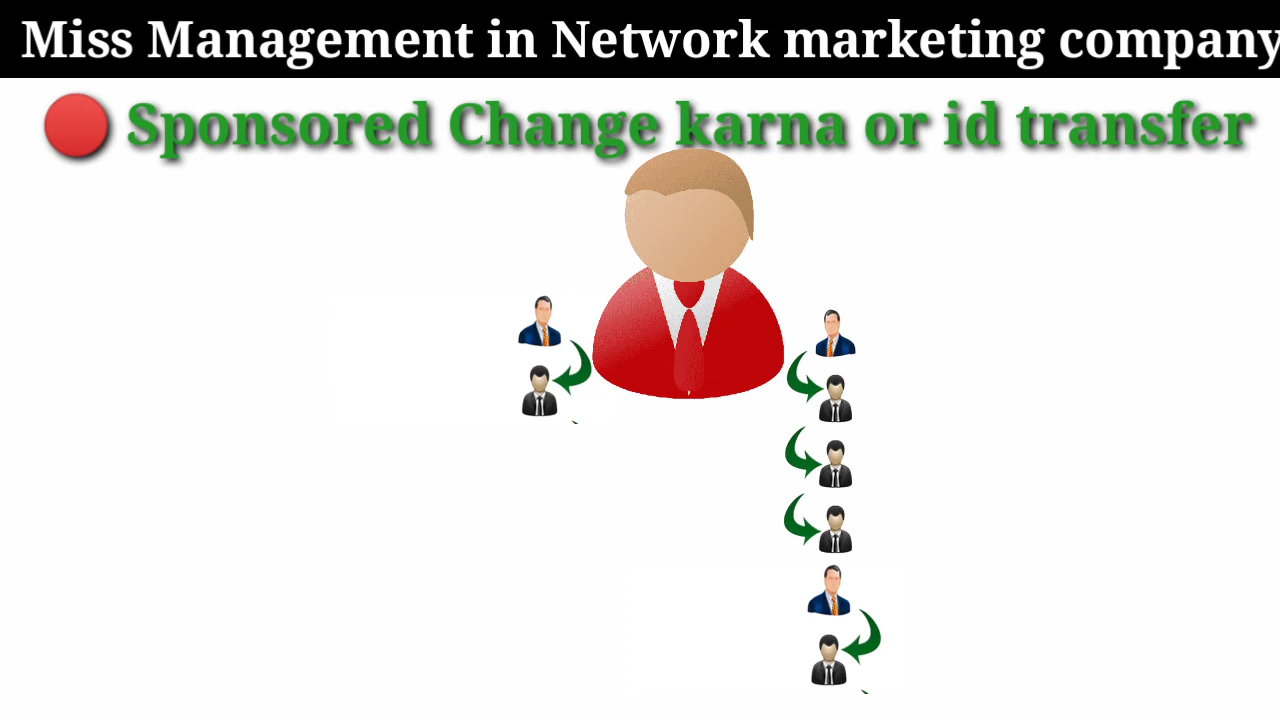 Miss Management in Network marketing company
Sponsored Change karna or id transfer